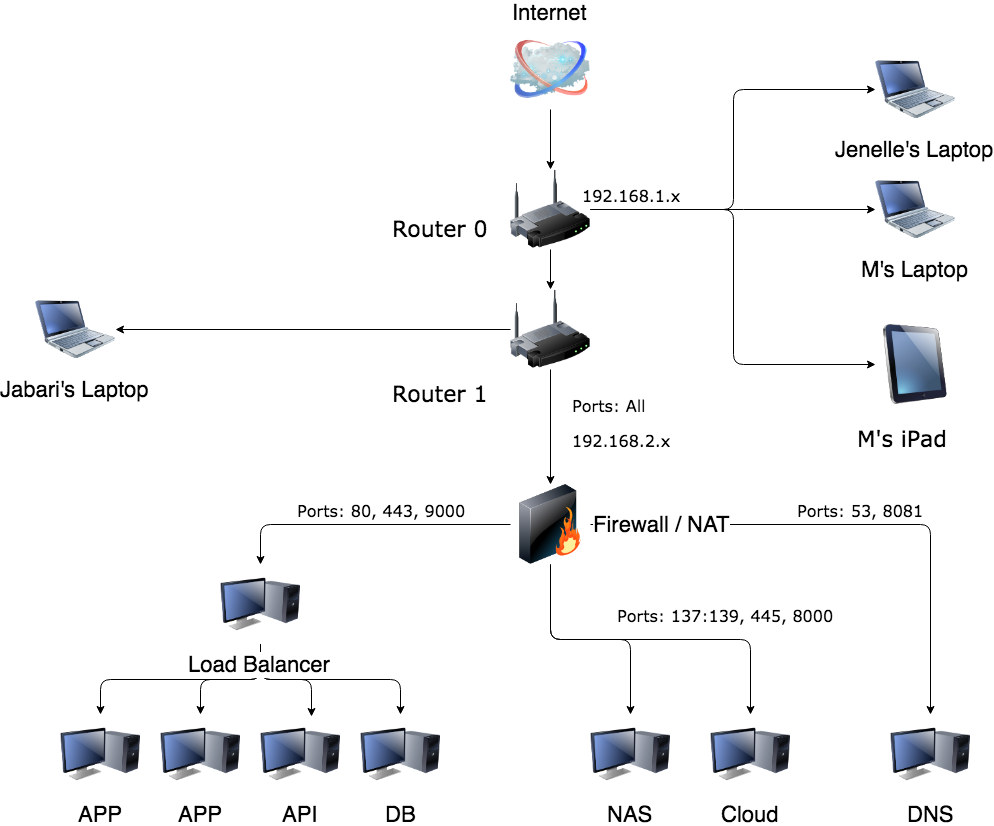 Internet
Jenelle's Laptop
192.168.1.x
Router 0
M's Laptop
Jabari's Laptop
Router 1
Ports: All
192.168.2.x
M's iPad
Ports: 80, 443, 9000
Firewall / NAT
Ports: 53, 8081
Ports: 137:139, 445, 8000
Load Balancer
APP
APP
API
DB
NAS
Cloud
DNS